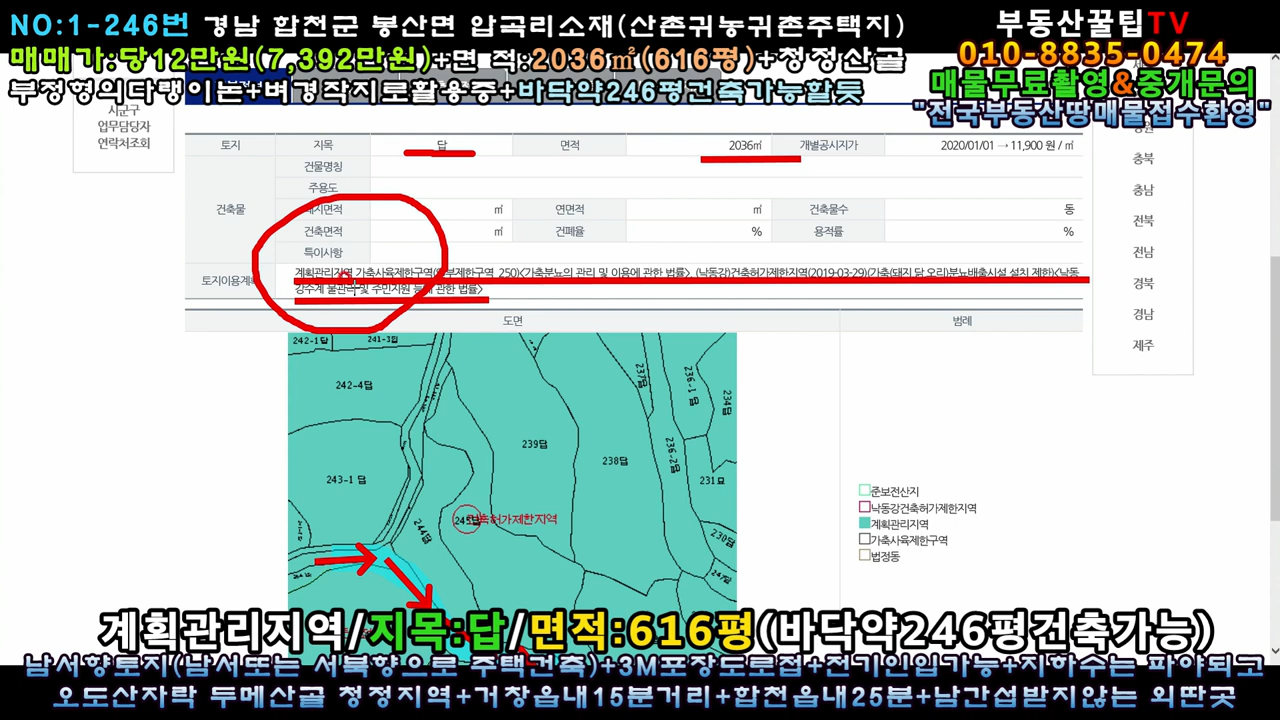 NO:1-246번 경남 합천군 봉산면 압곡리소재(산촌귀농귀촌주택지)
부동산꿀팁TV
매매가:당12만원(7,392만원)+면 적:2036㎡(616평)+청정산골
010-8835-0474
매물무료촬영&중개문의
부정형의다랭이논+버경작지로활용중+바닥약246평건축가능할듯
"전국부동산땅매물접수환영"
시군구
업무담당자
연락처조회
토지 지목 답 면적 2036㎡ 개별공시지가 2020/01/01 → 11,900 원 / ㎡
건물명칭
주용도
건축물 대지면적 ㎡ 연면적 ㎡ 건축물수 동
건축면적 ㎡ 건폐율 % 용적률 %
특이사항
토지이용계획 계획관리지역 가축사육제한구역(일부제한구역_250)<가축분뇨의 관리 및 이용에 관한 법률>, (낙동강)건축허가제한지역(2019-03-29)(가축(돼지 닭 오리)분뇨배출시설 설치 제한)<낙동
강수계 물관리 및 주민지원 등에 관한 법률>
도면 범례
충북
충남
전북
전남
경북
경남
제주
242-1답 241-3답
242-4답
237답
236-1답
234답
239답
238답
236-2답
231묘
243-1 답
244답
건축허가제한지역
230답
준보전산지
낙동강건축허가제한지역
계획관리지역
가축사육제한구역
법정동
계획관리지역/지목:답/면적:616평(바닥약246평건축가능)
남서향토지(남서또는 서북향으로 주택건축)+3M포장도로접+전기인입가능+지하수는 파야되고
오도산자락 두메산골 청정지역+거창읍내15분거리+합천읍내25분+남간섭받지않는 외딴곳